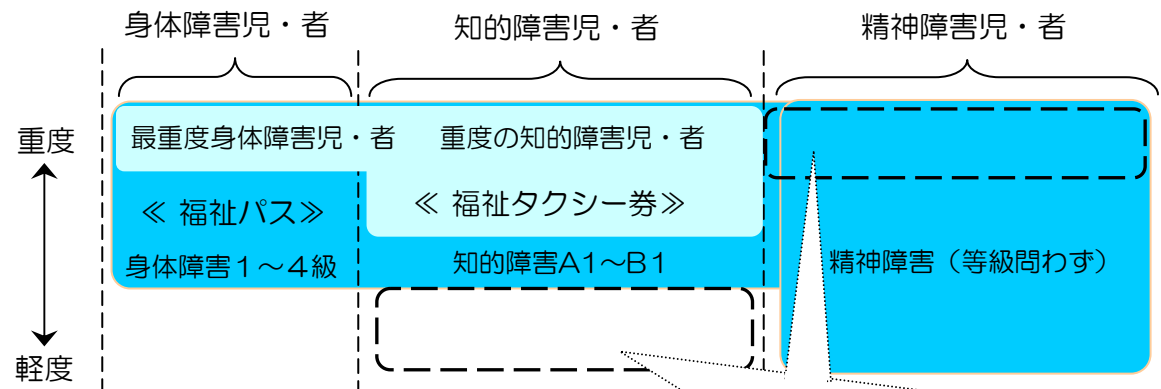 身体障害児・者
知的障害児・者
精神障害児・者
重度
最重度身体障害児・者
重度の知的障害児・者
≪ 福祉パス≫
≪ 福祉タクシー券≫
身体障害1～4級
知的障害A1～B1
精神障害（等級問わず）
軽度